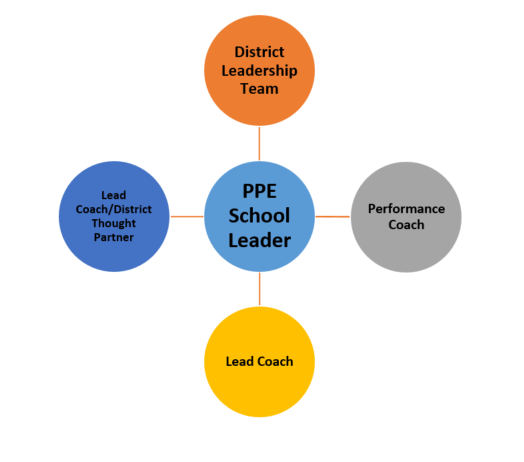 District
Leadership
Team
Lead
Coach/District
Thought
Partner
PPE
School
Leader
Performance
Coach
Lead Coach